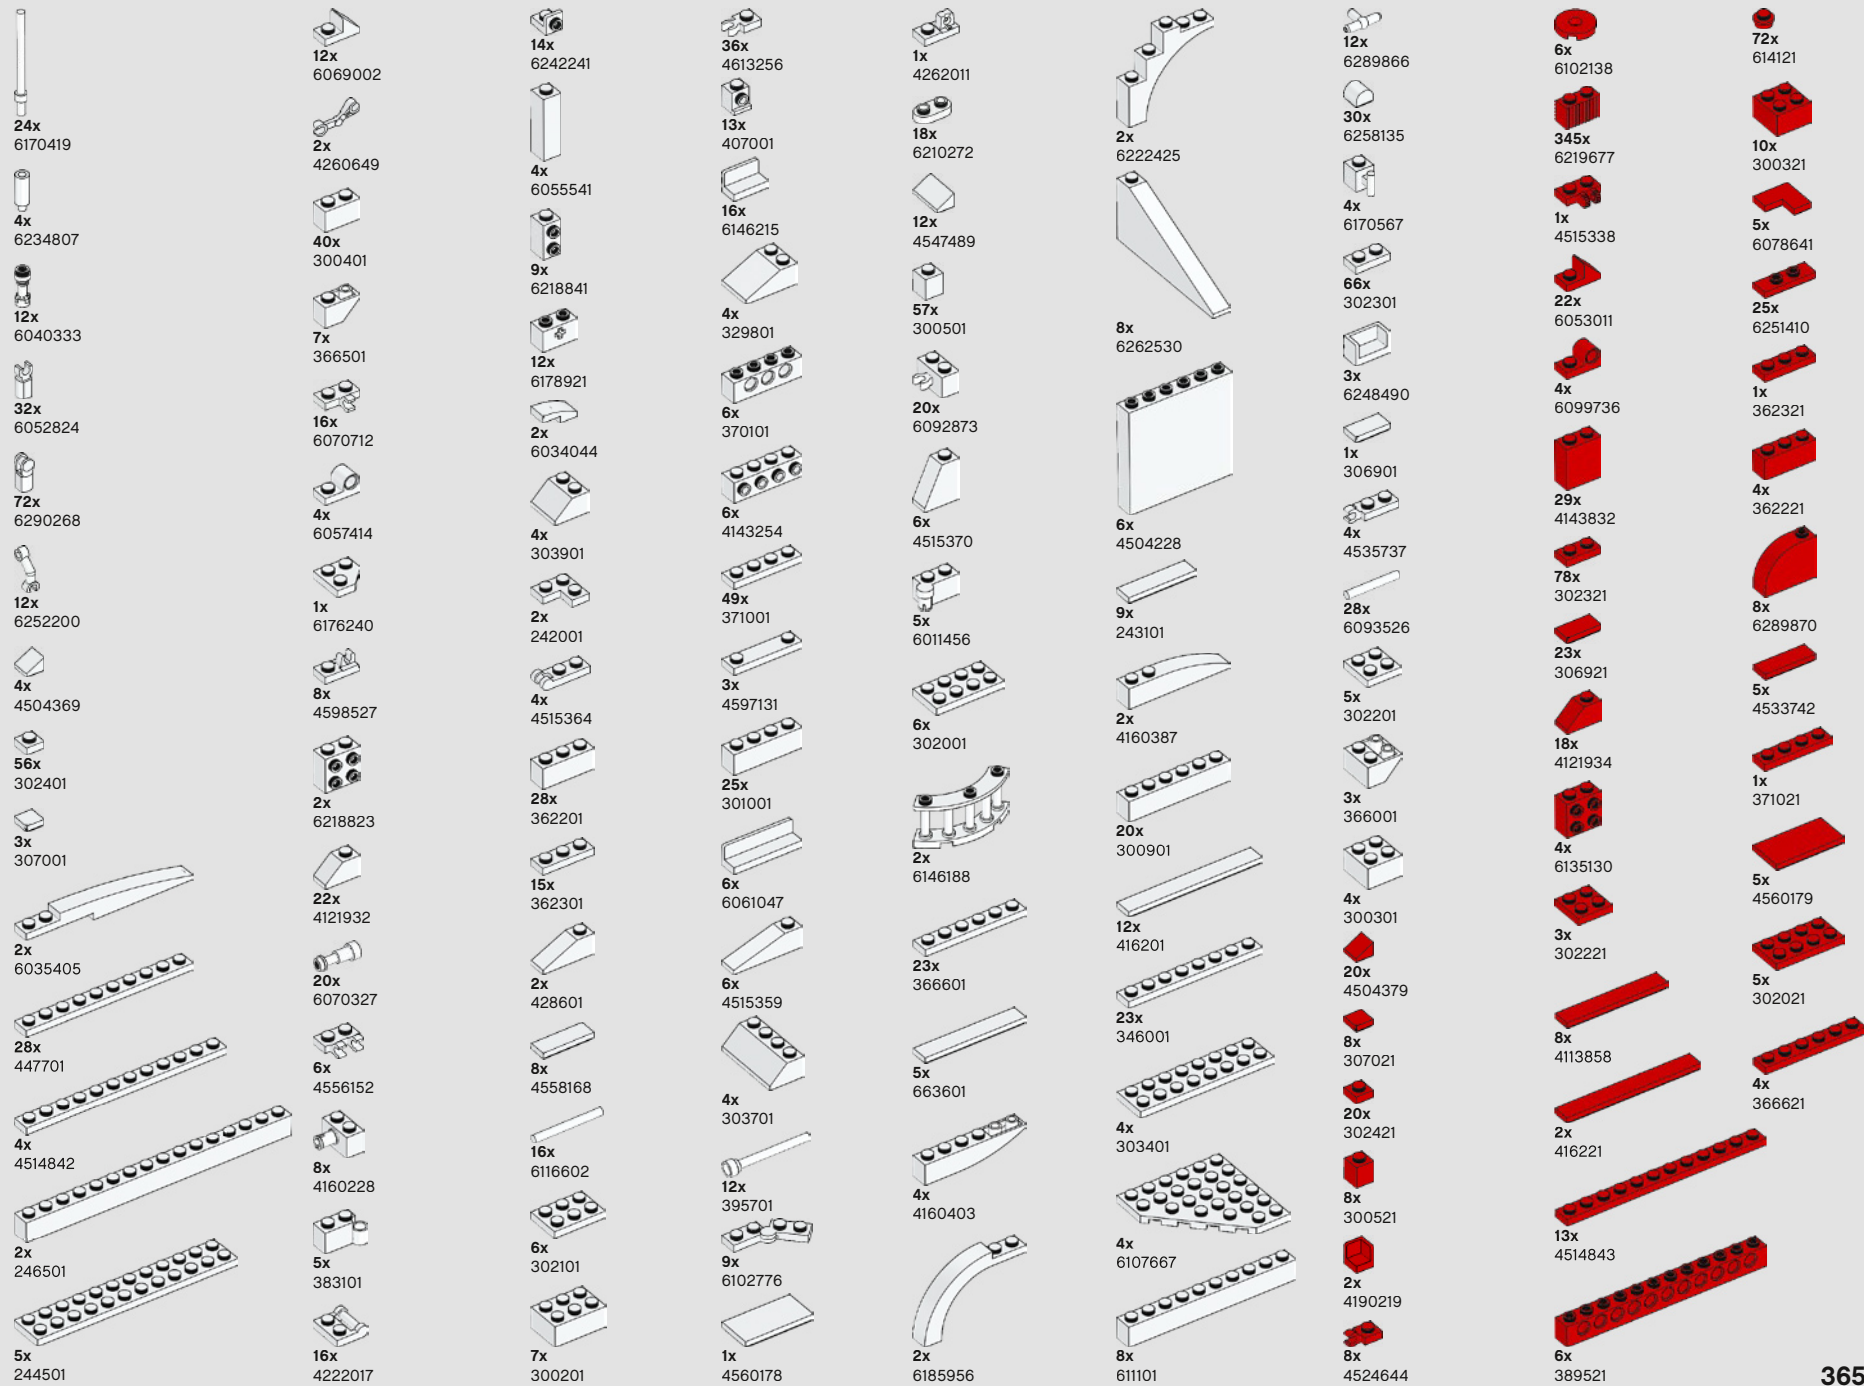 24x
6170419
4x
6234807
12x
6040333
32x
6052824
72x
6290268
12x
6252200
4x
4504369
56x
302401
3x
307001
2x
6035405
28x
447701
4x
4514842
2x
246501
5x
244501
12x
6069002
2x
4260649
40x
300401
7x
366501
16x
6070712
4x
6057414
1x
6176240
8x
4598527
2x
6218823
22x
4121932
20x
6070327
6x
4556152
8x
4160228
5x
383101
16x
4222017
14x
6242241
4x
6055541
9x
6218841
12x
6178921
2x
6034044
4x
303901
2x
242001
4x
4515364
28x
362201
15x
362301
2x
428601
8x
4558168
16x
6116602
6x
302101
7x
300201
36x
4613256
13x
407001
16x
6146215
4x
329801
6x
370101
6x
4143254
49x
371001
3x
4597131
25x
301001
6x
6061047
6x
4515359
4x
303701
12x
395701
9x
6102776
1x
4560178
1x
4262011
18x
6210272
12x
4547489
57x
300501
20x
6092873
6x
4515370
5x
6011456
6x
302001
2x
6146188
23x
366601
5x
663601
4x
4160403
2x
6185956
2x
6222425
8x
6262530
6x
4504228
9x
243101
2x
4160387
20x
300901
12x
416201
23x
346001
4x
303401
4x
6107667
8x
611101
12x
6289866
30x
6258135
4x
6170567
66x
302301
3x
6248490
1x
306901
4x
4535737
28x
6093526
5x
302201
3x
366001
4x
300301
20x
4504379
8x
307021
20x
302421
8x
300521
2x
4190219
8x
4524644
6x
6102138
345x
6219677
1x
4515338
22x
6053011
4x
6099736
29x
4143832
78x
302321
23x
306921
18x
4121934
4x
6135130
3x
302221
8x
4113858
2x
416221
13x
4514843
6x
389521
72x
614121
10x
300321
5x
6078641
25x
6251410
1x
362321
4x
362221
8x
6289870
5x
4533742
1x
371021
5x
4560179
5x
302021
4x
366621
365